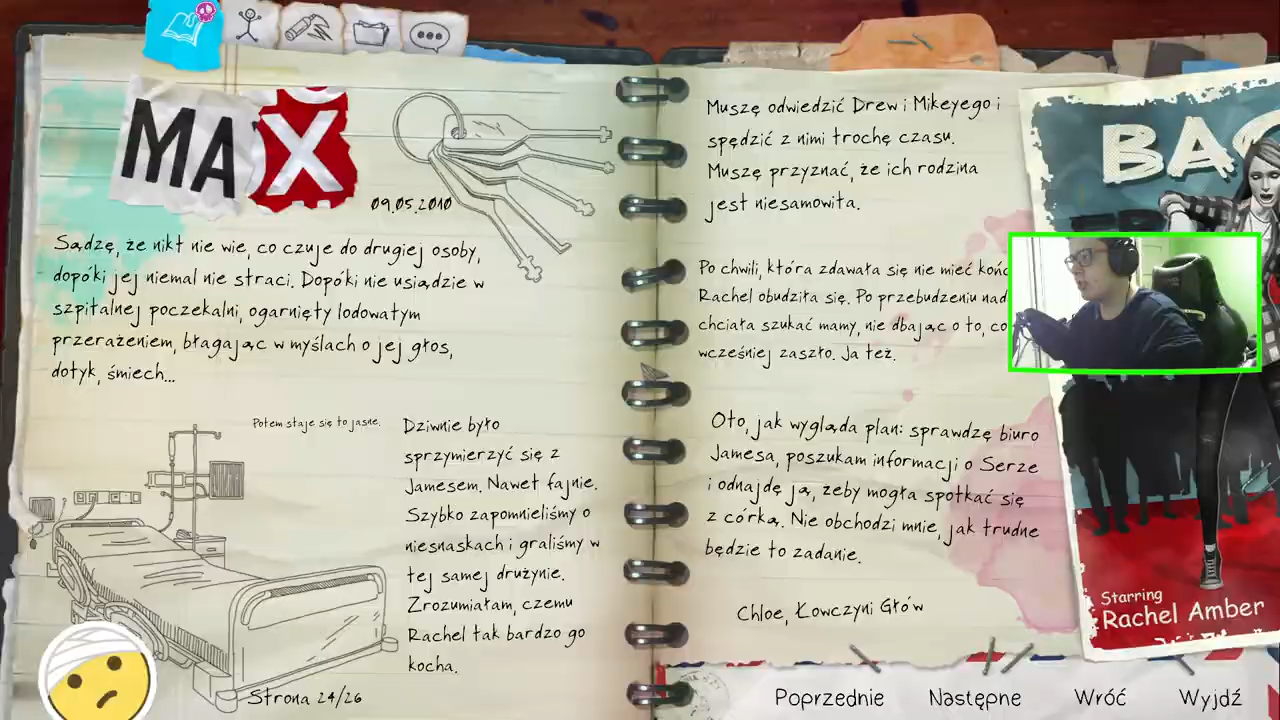 MAX
09.05.2010
Sądzę, że nikt nie wie, co czuje do drugiej osoby,
dopóki jej niemal nie straci. Dopóki nie usiądzie w
szpitalnej poczekalni, ogarnięty lodowatym
przerażeniem, błagając w myślach o jej głos,
dotyk, śmiech...
Potem staje się to jasne.
Dziwnie było
sprzymierzyć się z
Jamesem. Nawet fajnie.
Szybko zapomnieliśmy o
niesnaskach i graliśmy w
tej samej drużynie.
Zrozumiałam, czemu
Rachel tak bardzo go
kocha.
Strona 24/26
Muszę odwiedzić Drew i Mikeyego i
spędzić z nimi trochę czasu.
Muszę przyznać, że ich rodzina
jest niesamowita.
Po chwili, która zdawała się nie mieć
Rachel obudziła się. Po przebudzeniu
chciała szukać mamy, nie dbając o to, co
wcześniej zaszło. Ja też.
Oto, jak wygląda plan: sprawdzę biuro
Jamesa, poszukam informacji o Serze
i odnajdę ją, żeby mogła spotkać się
z córką. Nie obchodzi mnie, jak trudne
będzie to zadanie.
Chloe, Łowczyni Głów
Starring
Rachel Amber
Poprzednie Następne Wróć Wyjdź